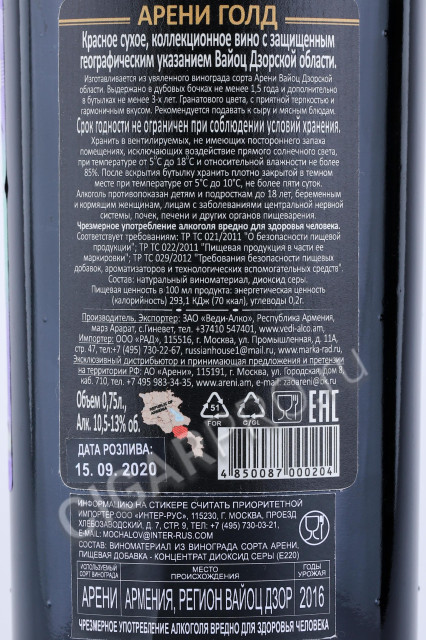 АРЕНИ ГОЛД
Красное сухое, коллекционное вино с защищенным
географическим указанием Вайоц Дзорской области.
Изготавливается из увяленного винограда сорта Арени Вайоц Дзорской
области. Выдержано в дубовых бочках не менее 1,5 года и дополнительно
в бутылках не менее 3-х лет. Гранатового цвета, с приятной терпкостью и
гармоничным вкусом. Рекомендуется подавать к сыру и мясным блюдам.
Срок годности не ограничен при соблюдении условий хранения.
Хранить в вентилируемых, не имеющих постороннего запаха
помещениях, исключающих воздействие прямого солнечного света,
при температуре от 5°С до 18°С и относительной влажности не более
85%. После вскрытия бутылку хранить плотно закрытой в темном
месте при температуре от 5°С до 10°С, не более пяти суток.
Алкоголь противопоказан детям и подросткам до 18 лет, беременным
и кормящим женщинам, лицам с заболеваниями центральной нервной
системы, почек, печени и других органов пищеварения.
Чрезмерное употребление алкоголя вредно для здоровья человека.
Соответствует требованиям: ТР ТС 021/2011 "О безопасности пищевой
продукции"; ТР ТС 022/2011 "Пищевая продукция в части ее
маркировки"; ТР ТС 029/2012 "Требования безопасности пищевых
добавок, ароматизаторов и технологических вспомогательных средств".
Состав: натуральный виноматериал, диоксид серы.
Пищевая ценность в 100 мл продукта: энергетическая ценность
(калорийность) 293,1 КДж (70 ккал), углеводы 0,2г.
Производитель, Экспортер: ЗАО «Веди-Алко», Республика Армения,
марз Арарат, с.Гиневет, тел. +37410 547401, www.vedi-alco.am
Импортер: ООО «РАД», 115516, г. Москва, ул. Промышленная, д. 11А,
стр. 47, тел:+7 (495) 730-22-67, russianhouse1@mail.ru, www.marka-rad.ru,
Эксклюзивный дистрибьютор и принимающая предложения и претензии
на территории РФ: ООО «Арени», 115191, г. Москва, ул. Городская, дом 8
каб. 710, тел. +7 495 983-34-35, www.areni.am, e-mail: zaoareni@bk.ru
Объем 0,75л.,
Алк. 10,5-13% об.
51
FOR
C/GL
EAC
ДАТА РОЗЛИВА:
15. 09. 2020
4 850087 000204
CIGARPRO.ru
ИНФОРМАЦИЮ НА СТИКЕРЕ СЧИТАТЬ ПРИОРИТЕТНОЙ
ИМПОРТЕР ООО «ИНТЕР-РУС», 115230, Г. МОСКВА, ПРОЕЗД
ХЛЕБОЗАВОДСКИЙ, Д. 7, СТР. 9, ТЕЛ.: +7 (495) 730-03-21,
E-MAIL: MOCHALOV@INTER-RUS.COM
СОСТАВ: ВИНОМАТЕРИАЛ ИЗ ВИНОГРАДА СОРТА АРЕНИ,
ПИЩЕВАЯ ДОБАВКА - КОНЦЕНТРАТ ДИОКСИД СЕРЫ (E220)
ИСПОЛЬЗУЕМЫЙ СОРТ ВИНОГРАДА
МЕСТО ПРОИСХОЖДЕНИЯ
ГОДЫ УРОЖАЯ
АРЕНИ
АРМЕНИЯ, РЕГИОН ВАЙОЦ ДЗОР
2016
ЧРЕЗМЕРНОЕ УПОТРЕБЛЕНИЕ АЛКОГОЛЯ ВРЕДНО ДЛЯ ЗДОРОВЬЯ ЧЕЛОВЕКА